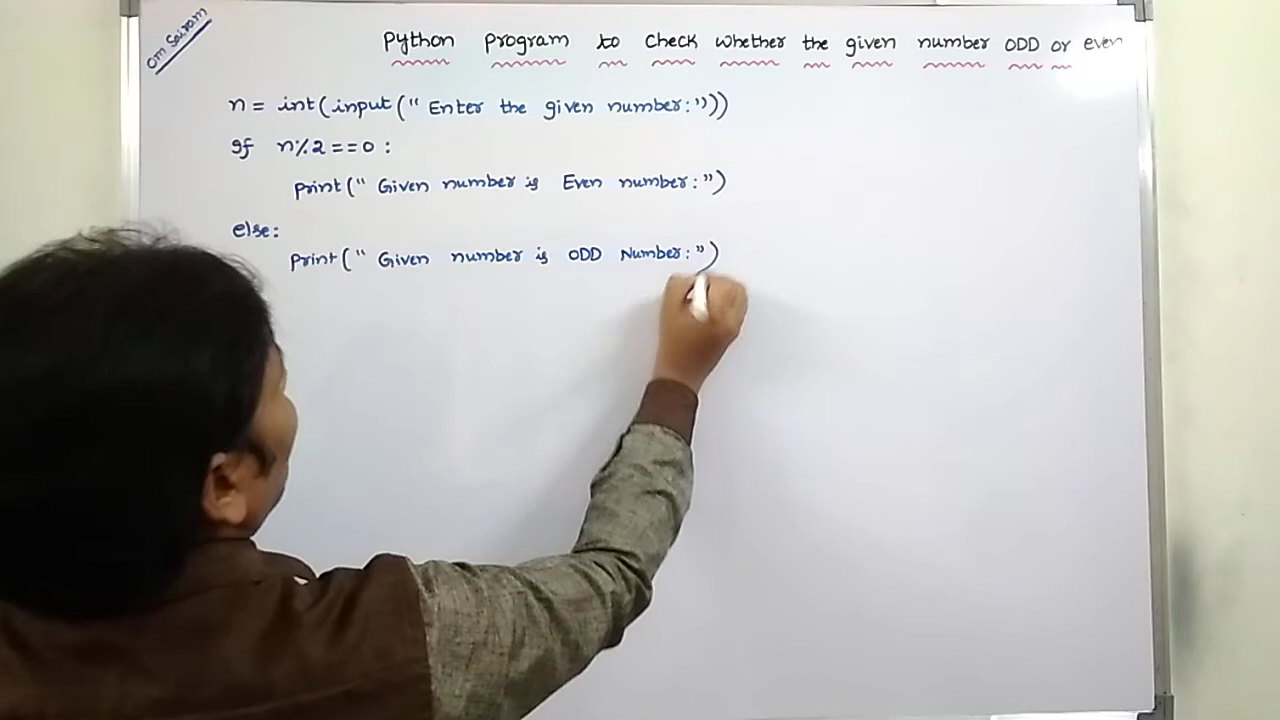 om Sairam
Python program to check whether the given number ODD or even
n = int(input("Enter the given number:"))
If n%2==0:
print("Given number is Even number:")
else:
print("Given number is ODD Number:")